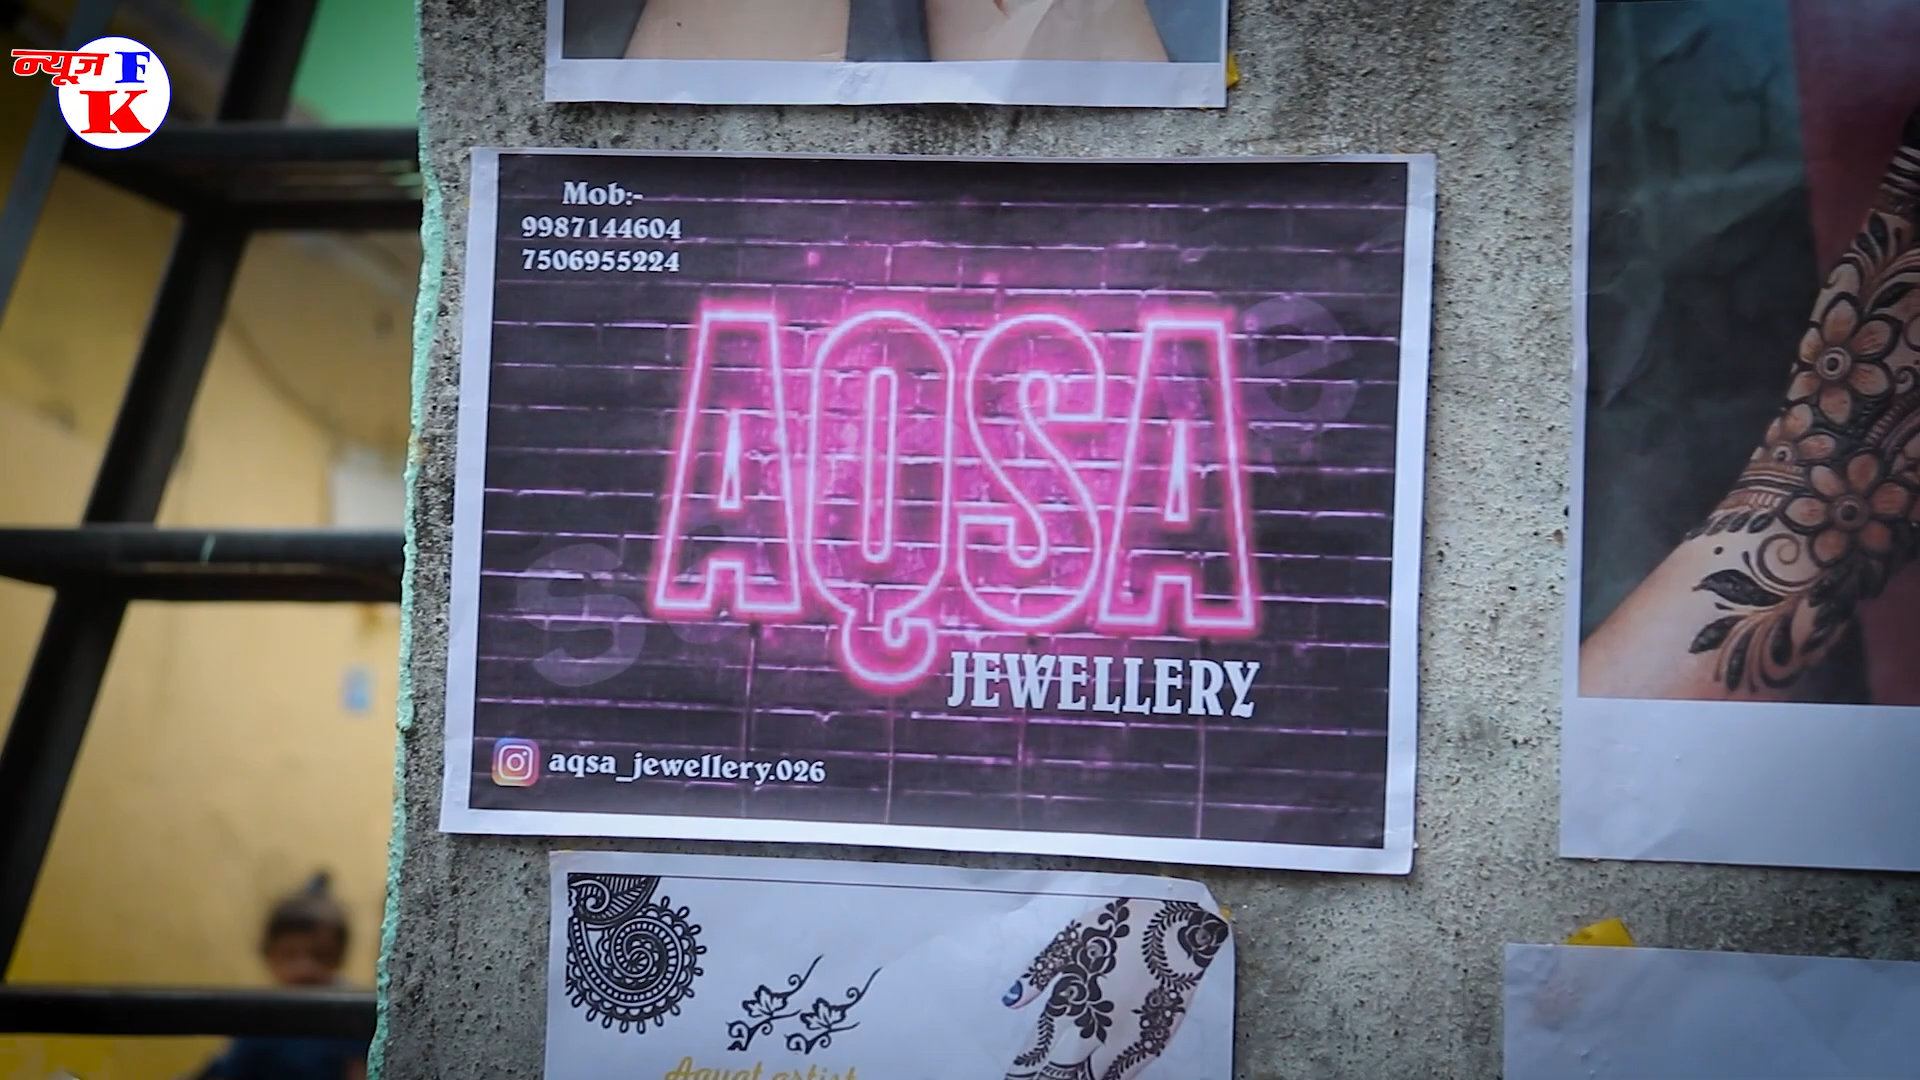 न्यूज़ F
K
Mob:-
9987144604
7506955224
AQSA
JEWELLERY
aqsa_jewellery.026